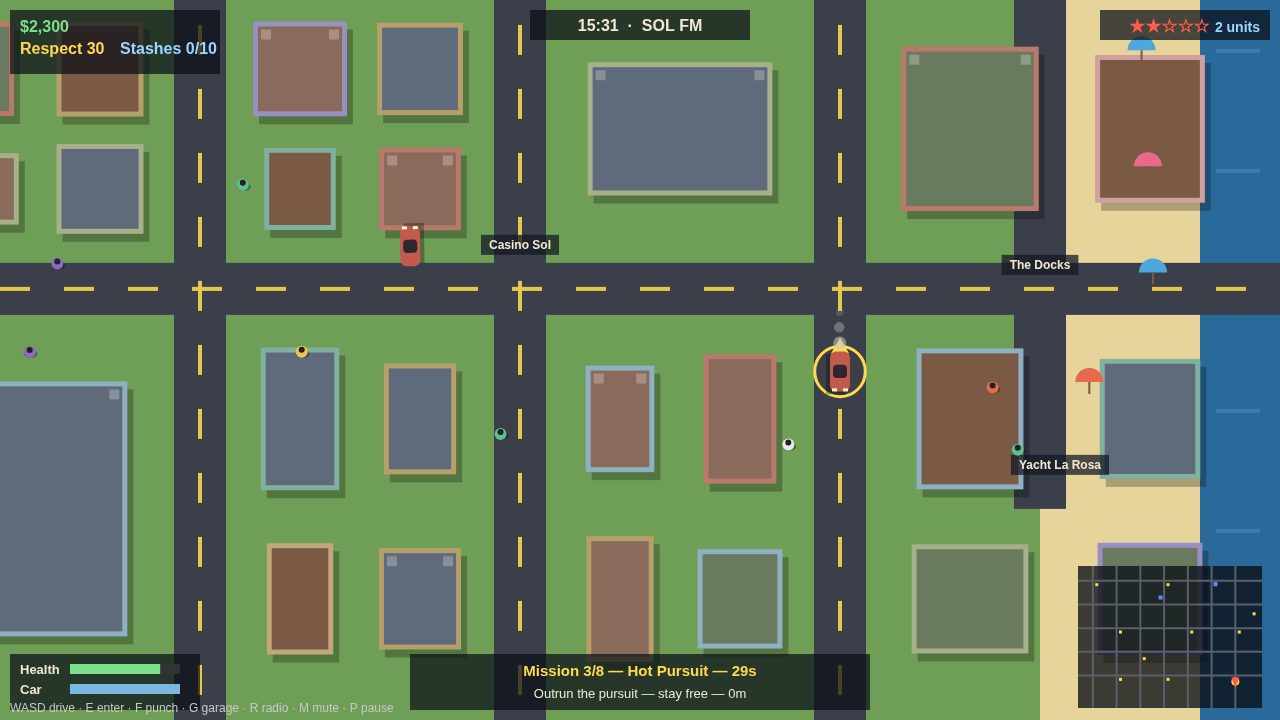 $2,300
Respect 30 Stashes 0/10
15:31 · SOL FM
★★☆☆☆ 2 units
Casino Sol
The Docks
Yacht La Rosa
Health
Car
Mission 3/8 — Hot Pursuit — 29s
Outrun the pursuit — stay free — 0m
WASD drive · E enter · F punch · G garage · R radio · M mute · P pause